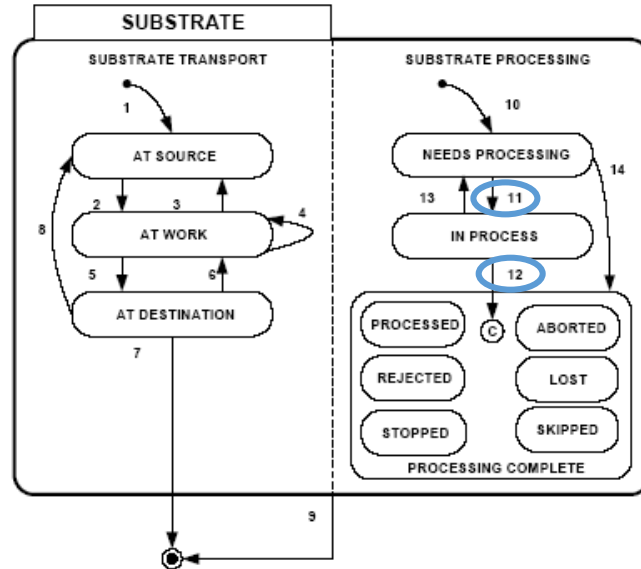 SUBSTRATE
SUBSTRATE TRANSPORT
SUBSTRATE PROCESSING
1
10
AT SOURCE
NEEDS PROCESSING
14
2
3
4
13
11
8
AT WORK
IN PROCESS
5
6
12
AT DESTINATION
7
PROCESSED
C
ABORTED
REJECTED
LOST
STOPPED
SKIPPED
PROCESSING COMPLETE
9